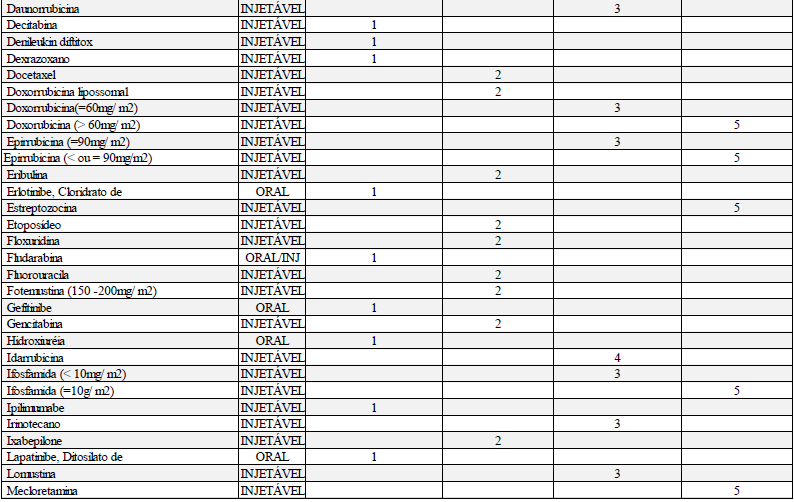 Daunorrubicina INJETÁVEL 3
Decitabina INJETÁVEL 1
Denileukin diftitox INJETÁVEL 1
Dexrazoxano INJETÁVEL 1
Docetaxel INJETÁVEL 2
Doxorrubicina lipossomal INJETÁVEL 2
Doxorrubicina(=60mg/ m2) INJETÁVEL 3
Doxorubicina (> 60mg/ m2) INJETÁVEL 5
Epirrubicina (=90mg/ m2) INJETÁVEL 3
Epirrubicina (< ou = 90mg/m2) INJETÁVEL 5
Eribulina INJETÁVEL 2
Erlotinibe, Cloridrato de ORAL 1
Estreptozocina INJETÁVEL 5
Etoposídeo INJETÁVEL 2
Floxuridina INJETÁVEL 2
Fludarabina ORAL/INJ 1
Fluorouracila INJETÁVEL 2
Fotemustina (150 -200mg/ m2) INJETÁVEL 2
Gefitinibe ORAL 1
Gencitabina INJETÁVEL 2
Hidroxiuréia ORAL 1
Idarrubicina INJETÁVEL 4
Ifosfamida (< 10mg/ m2) INJETÁVEL 3
Ifosfamida (=10g/ m2) INJETÁVEL 5
Ipilimumabe INJETÁVEL 1
Irinotecano INJETÁVEL 3
Ixabepilone INJETÁVEL 2
Lapatinibe, Ditosilato de ORAL 1
Lomustina INJETÁVEL 3
Mecloretamina INJETÁVEL 5